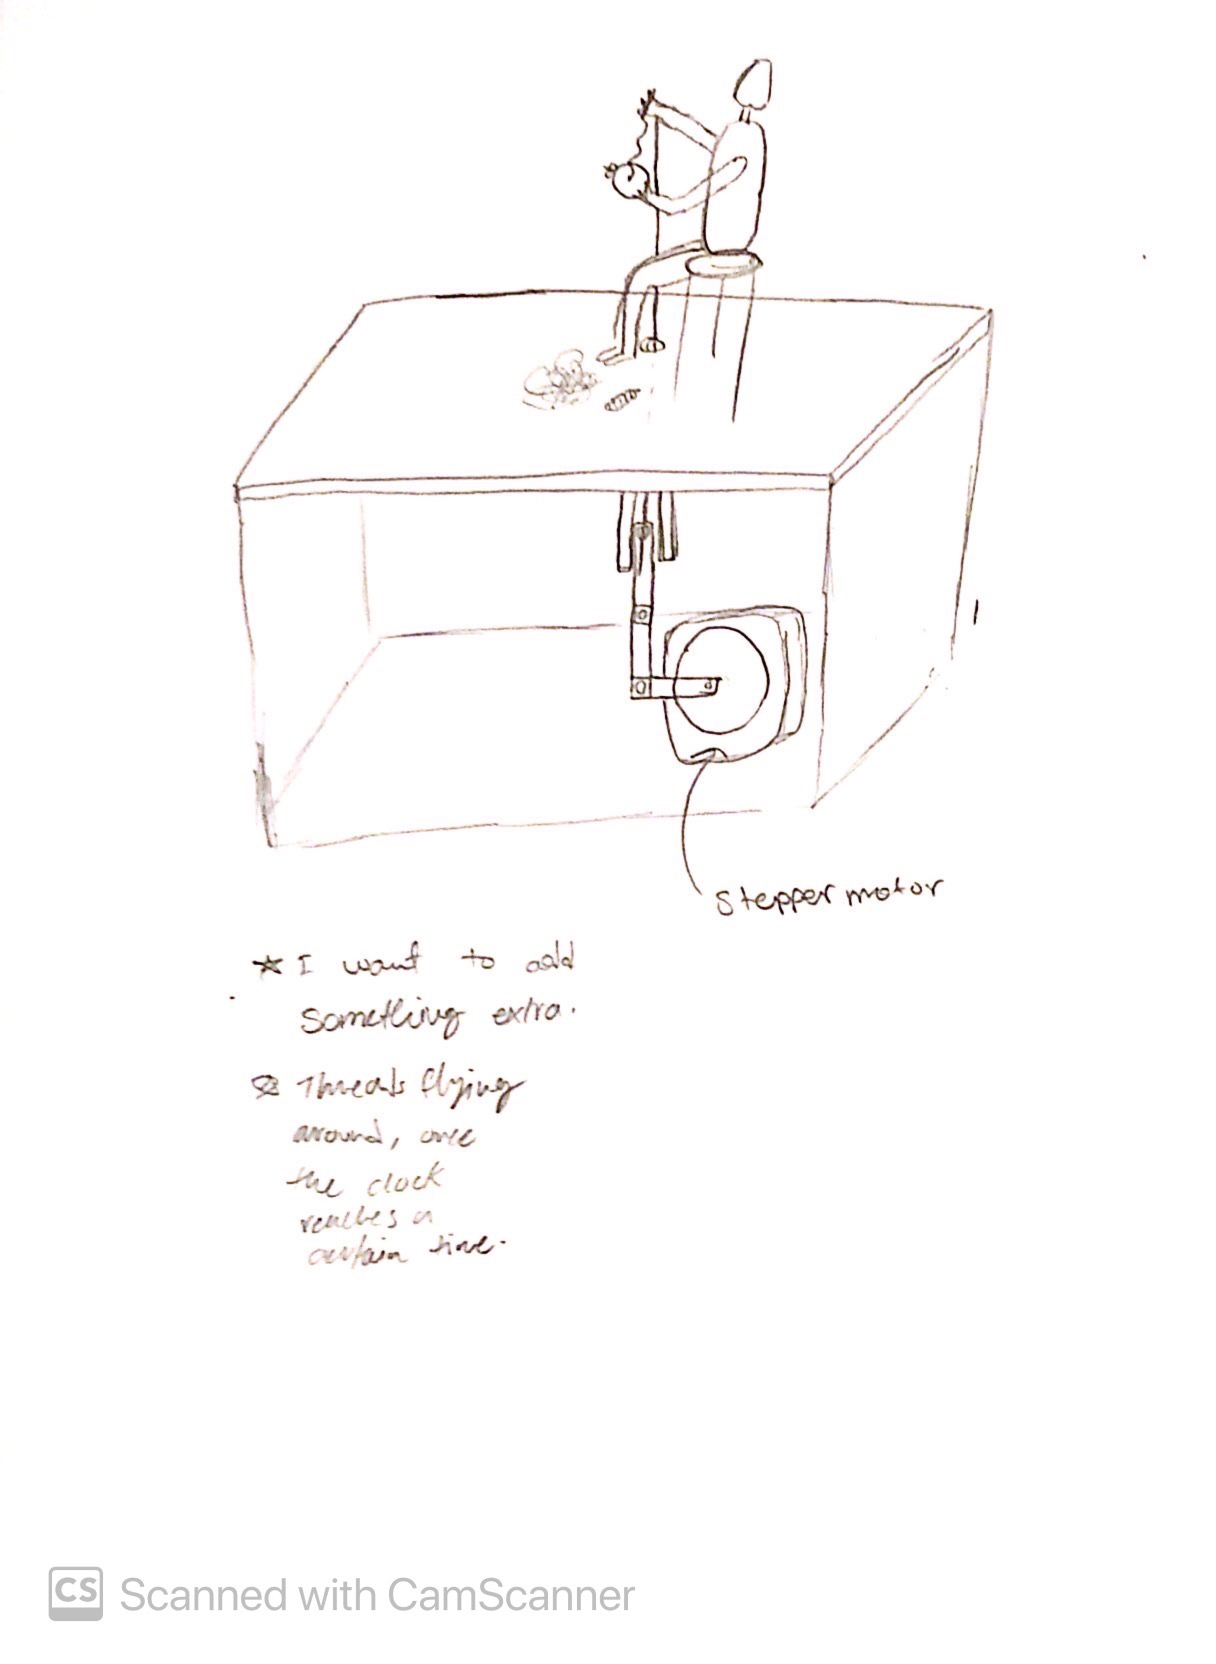 Stepper motor
☆ I want to add
something extra.
☆ Threads flying
around, once
the clock
reaches a
certain time.
CS Scanned with CamScanner